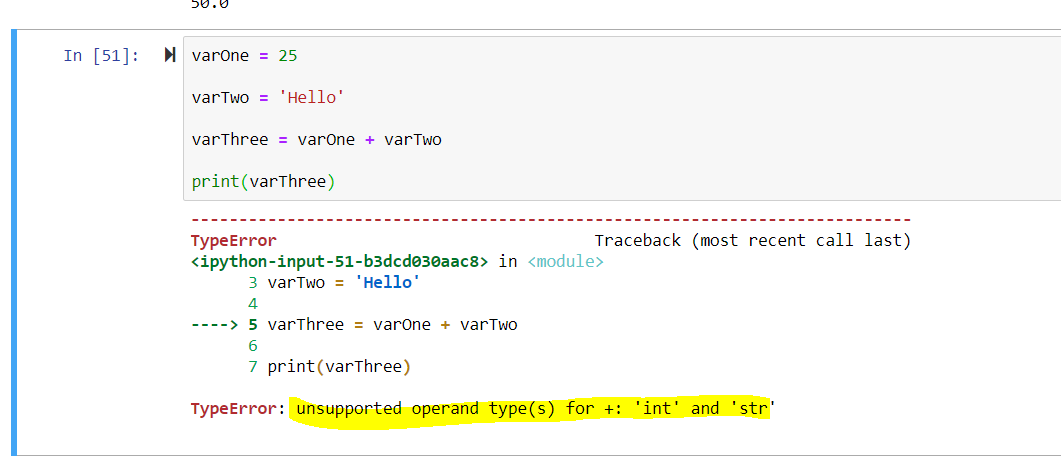 50.0
In [51]:
varOne = 25
varTwo = 'Hello'
varThree = varOne + varTwo
print(varThree)
---------------------------------------------------------------------------
TypeError                                 Traceback (most recent call last)
<ipython-input-51-b3dcd030aac8> in <module>
      3 varTwo = 'Hello'
      4
----> 5 varThree = varOne + varTwo
      6
      7 print(varThree)
TypeError: unsupported operand type(s) for +: 'int' and 'str'